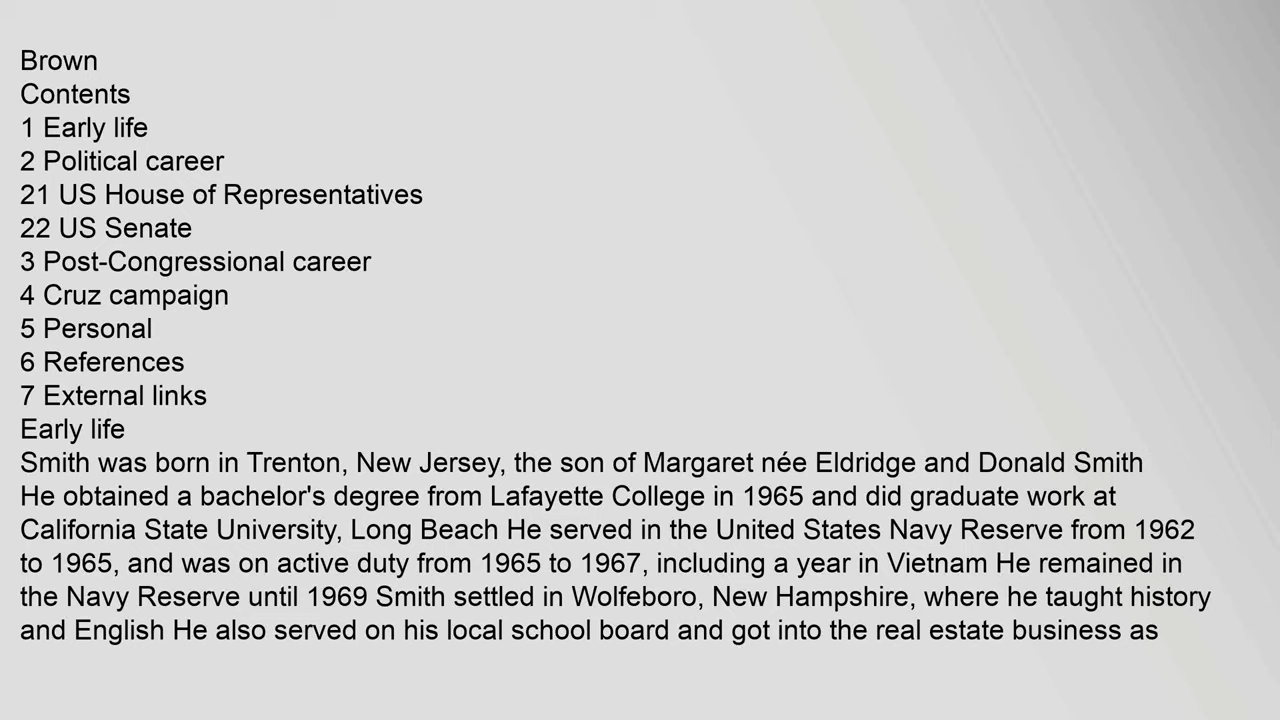 Brown
Contents
1 Early life
2 Political career
21 US House of Representatives
22 US Senate
3 Post-Congressional career
4 Cruz campaign
5 Personal
6 References
7 External links
Early life
Smith was born in Trenton, New Jersey, the son of Margaret née Eldridge and Donald Smith
He obtained a bachelor's degree from Lafayette College in 1965 and did graduate work at
California State University, Long Beach He served in the United States Navy Reserve from 1962
to 1965, and was on active duty from 1965 to 1967, including a year in Vietnam He remained in
the Navy Reserve until 1969 Smith settled in Wolfeboro, New Hampshire, where he taught history
and English He also served on his local school board and got into the real estate business as